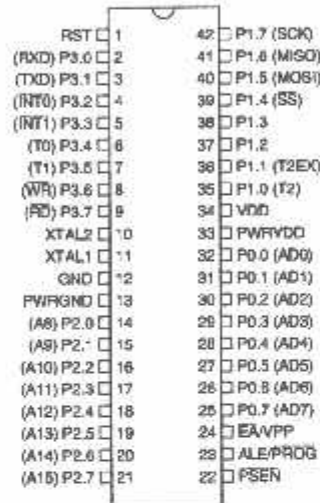 RST 1 42 P1.7 (SCK)
(RXD) P3.0 2 41 P1.6 (MISO)
(TXD) P3.1 3 40 P1.5 (MOSI)
(INT0) P3.2 4 39 P1.4 (SS)
(INT1) P3.3 5 38 P1.3
(T0) P3.4 6 37 P1.2
(T1) P3.5 7 36 P1.1 (T2EX)
(WR) P3.6 8 35 P1.0 (T2)
(RD) P3.7 9 34 VDD
XTAL2 10 33 PWRVDD
XTAL1 11 32 P0.0 (AD0)
GND 12 31 P0.1 (AD1)
PWRGND 13 30 P0.2 (AD2)
(A8) P2.0 14 29 P0.3 (AD3)
(A9) P2.1 15 28 P0.4 (AD4)
(A10) P2.2 16 27 P0.5 (AD5)
(A11) P2.3 17 26 P0.6 (AD6)
(A12) P2.4 18 25 P0.7 (AD7)
(A13) P2.5 19 24 EA/VPP
(A14) P2.6 20 23 ALE/PROG
(A15) P2.7 21 22 PSEN